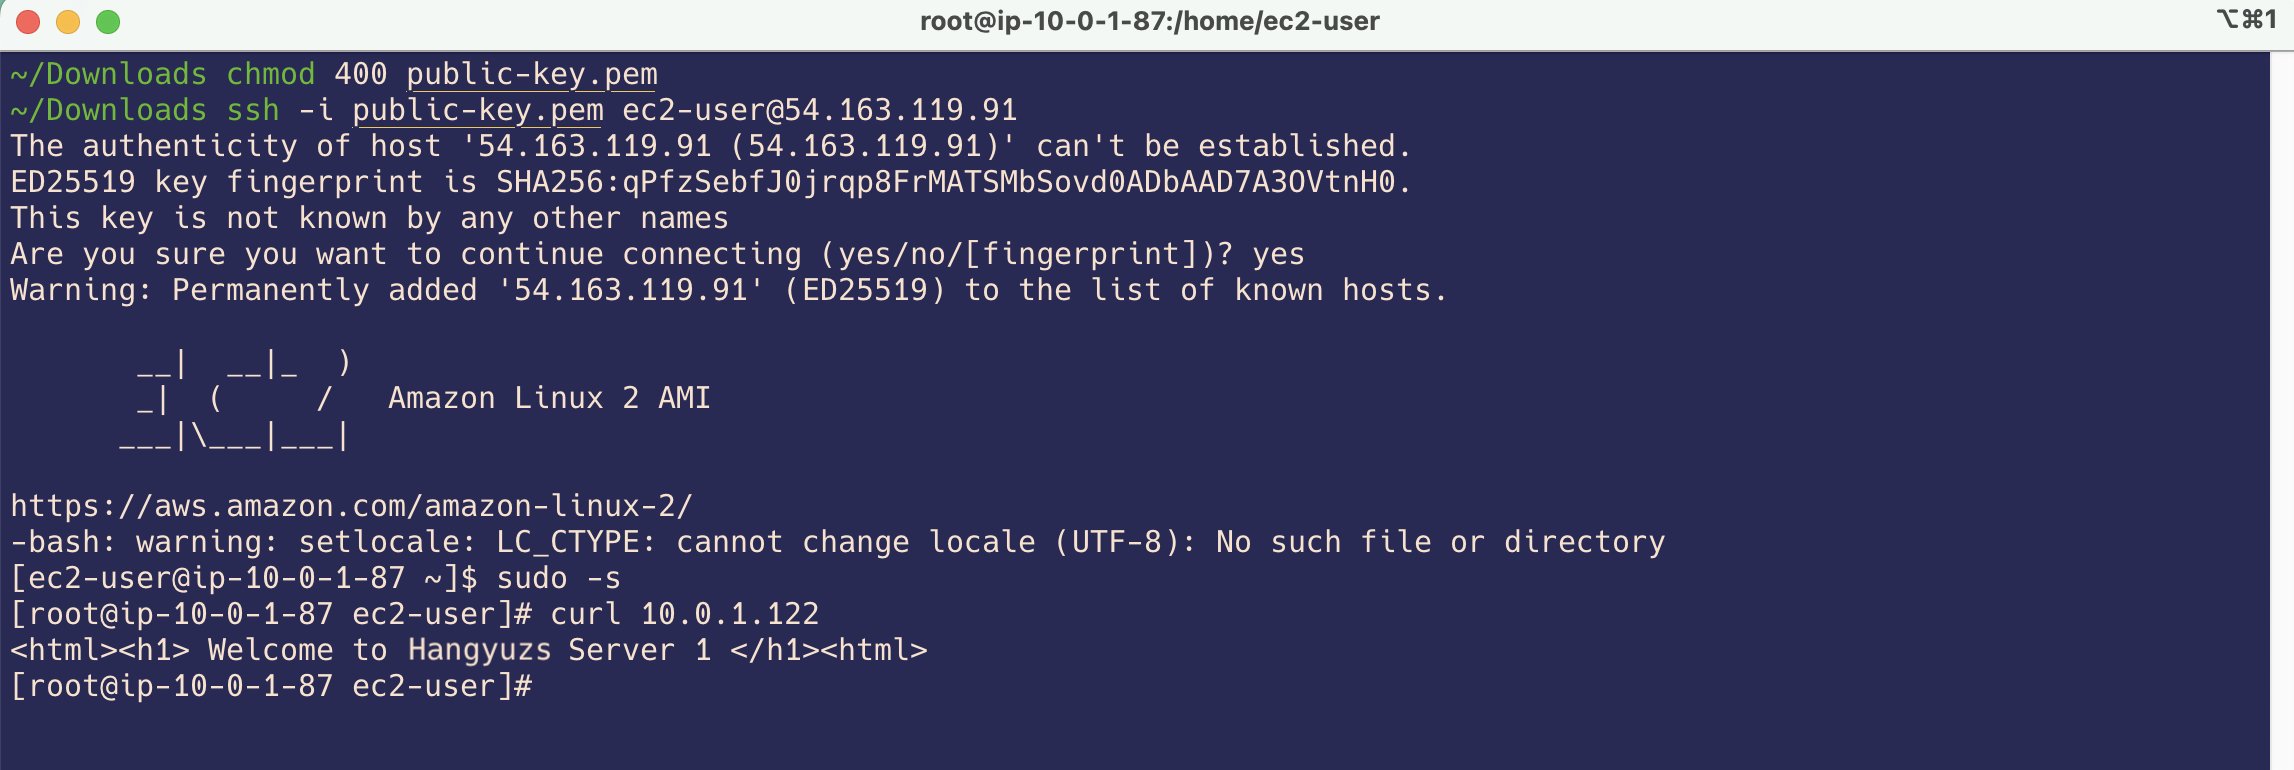 root@ip-10-0-1-87:/home/ec2-user ⌥⌘1
~/Downloads chmod 400 public-key.pem
~/Downloads ssh -i public-key.pem ec2-user@54.163.119.91
The authenticity of host '54.163.119.91 (54.163.119.91)' can't be established.
ED25519 key fingerprint is SHA256:qPfzSebfJ0jrqp8FrMATSMbSovd0ADbAAD7A3OVtnH0.
This key is not known by any other names
Are you sure you want to continue connecting (yes/no/[fingerprint])? yes
Warning: Permanently added '54.163.119.91' (ED25519) to the list of known hosts.
       __|  __|_  )
       _|  (     /   Amazon Linux 2 AMI
      ___|\___|___|
https://aws.amazon.com/amazon-linux-2/
-bash: warning: setlocale: LC_CTYPE: cannot change locale (UTF-8): No such file or directory
[ec2-user@ip-10-0-1-87 ~]$ sudo -s
[root@ip-10-0-1-87 ec2-user]# curl 10.0.1.122
<html><h1> Welcome to Hangyuzs Server 1 </h1><html>
[root@ip-10-0-1-87 ec2-user]#